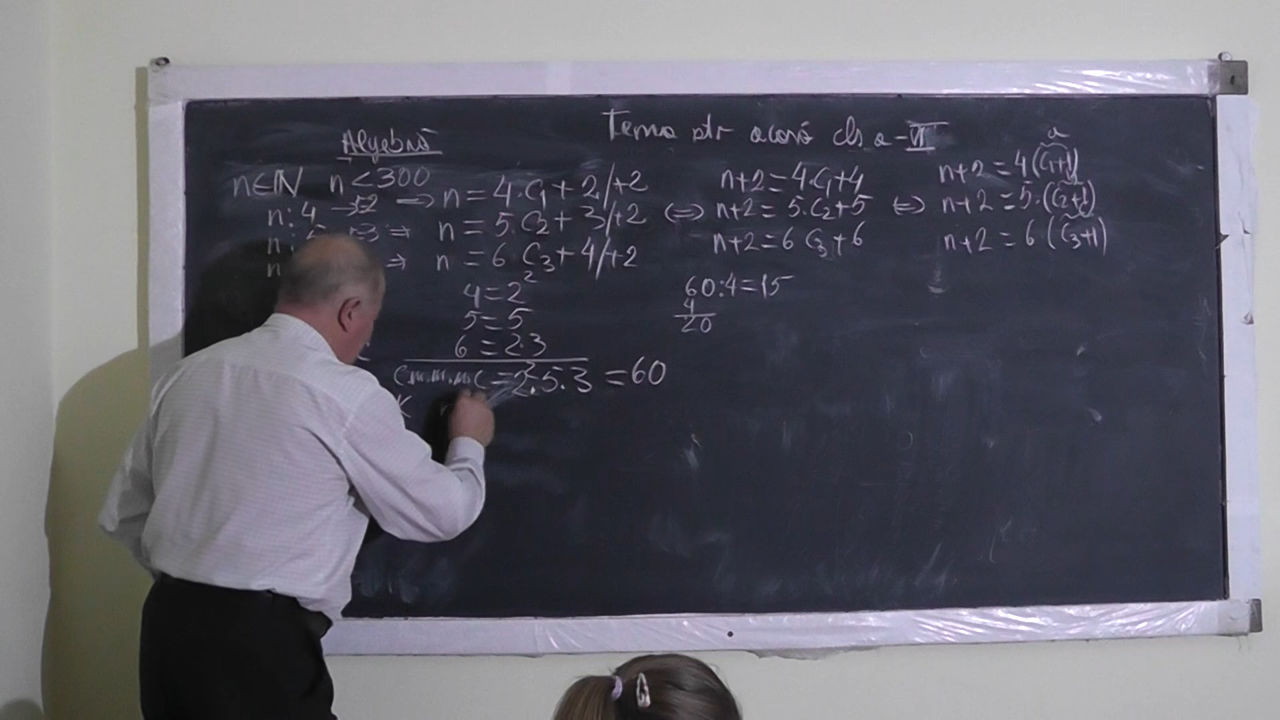 Algebră
Tema ptr acasă cls a-VI
n∈ℕ n<300
n:4 →r2 ⇒ n=4·C₁+2/+2
r3 ⇒ n=5·C₂+3/+2
⇒ n=6·C₃+4/+2
⇔
n+2=4·C₁+4
n+2=5·C₂+5
n+2=6C₃+6
⇔
a
n+2=4(C₁+1)
n+2=5·(C₂+1)
n+2=6(C₃+1)
4=2²
5=5
6=2·3
c.m.m.m.c=2²·5·3=60
60:4=15
4
20